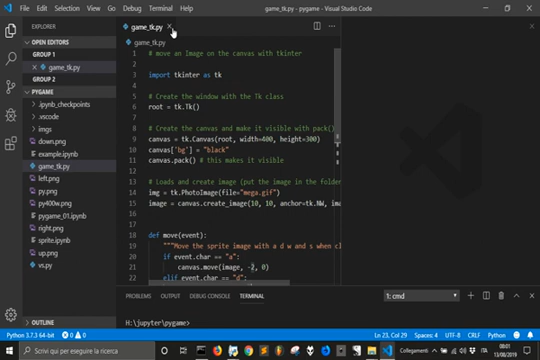 File Edit Selection View Go Debug Terminal Help game_tk.py - pygame - Visual Studio Code
EXPLORER
OPEN EDITORS
GROUP 1
game_tk.py
GROUP 2
PYGAME
.ipynb_checkpoints
.vscode
imgs
down.png
example.ipynb
game_tk.py
left.png
py.png
py400w.png
pygame_01.ipynb
right.png
sprite.ipynb
up.png
vs.py
OUTLINE
game_tk.py
game_tk.py
1 # move an Image on the canvas with tkinter
2
3 import tkinter as tk
4
5 # Create the window with the Tk class
6 root = tk.Tk()
7
8 # Create the canvas and make it visible with pack()
9 canvas = tk.Canvas(root, width=400, height=300)
10 canvas['bg'] = "black"
11 canvas.pack() # this makes it visible
12
13 # Loads and create image (put the image in the folder
14 img = tk.PhotoImage(file="mega.gif")
15 image = canvas.create_image(10, 10, anchor=tk.NW, im
16
17
18 def move(event):
19 """Move the sprite image with a d w and s when cl
20 if event.char == "a":
21 canvas.move(image, -2, 0)
22 elif event.char == "d":
PROBLEMS OUTPUT DEBUG CONSOLE TERMINAL 1: cmd
H:\jupyter\pygame>
Python 3.7.3 64-bit 0 0 Ln 23, Col 29 Spaces: 4 UTF-8 CRLF Python
Scrivi qui per eseguire la ricerca Collegamenti 08:01
13/08/2019